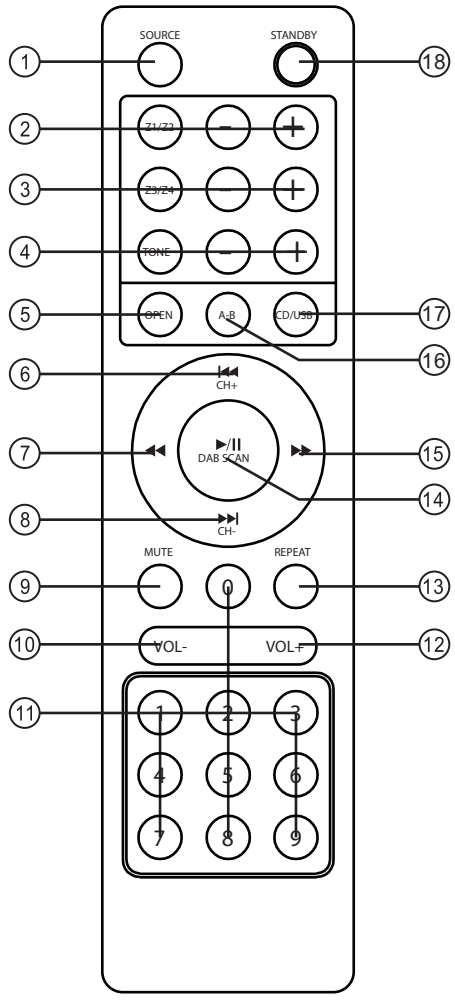 SOURCE STANDBY
1 18
2 Z1/Z2 - +
3 Z3/Z4 - +
4 TONE - +
5 OPEN A-B CD/USB 17
16
6 CH+
7 15
DAB SCAN
14
8 CH-
MUTE REPEAT
9 0 13
10 VOL- VOL+ 12
11 1 2 3
4 5 6
7 8 9